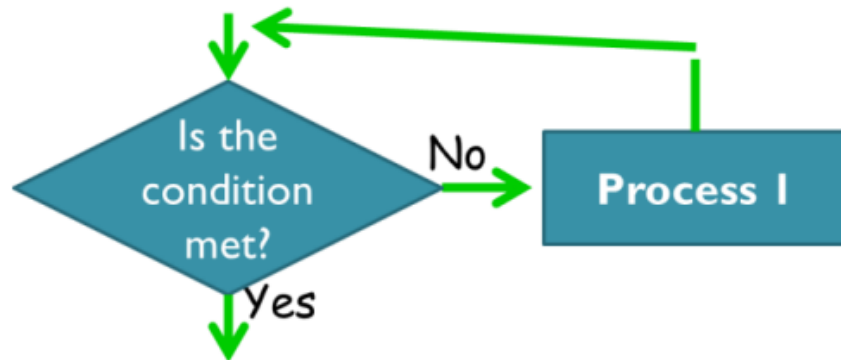 Is the
condition
met?
No
Process 1
Yes